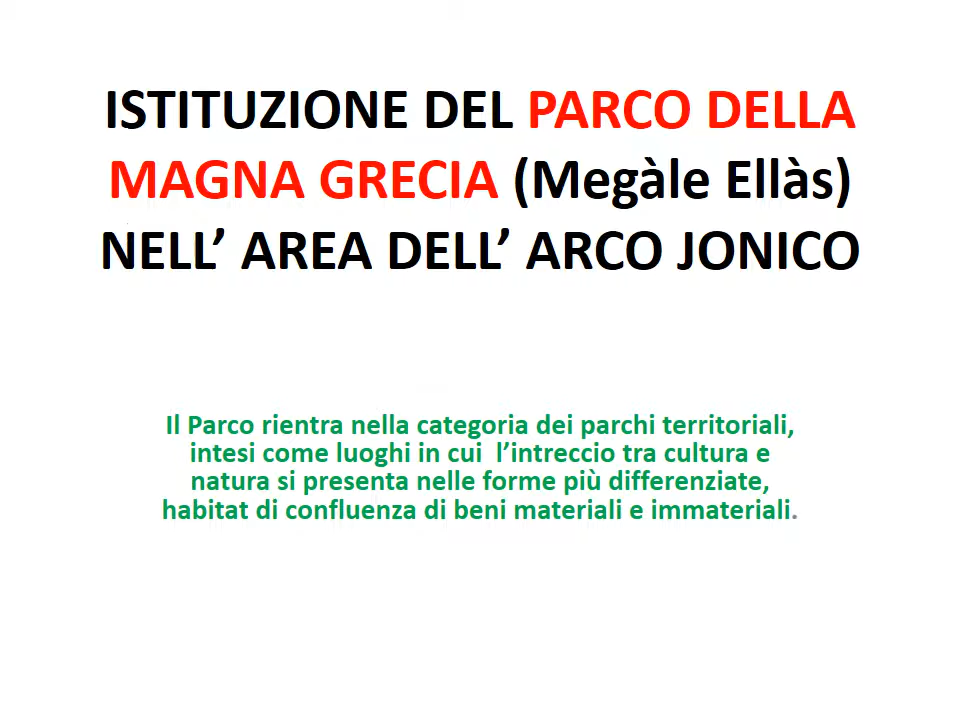 ISTITUZIONE DEL PARCO DELLA
MAGNA GRECIA (Megàle Ellàs)
NELL’ AREA DELL’ ARCO JONICO
Il Parco rientra nella categoria dei parchi territoriali,
intesi come luoghi in cui  l’intreccio tra cultura e
natura si presenta nelle forme più differenziate,
habitat di confluenza di beni materiali e immateriali.